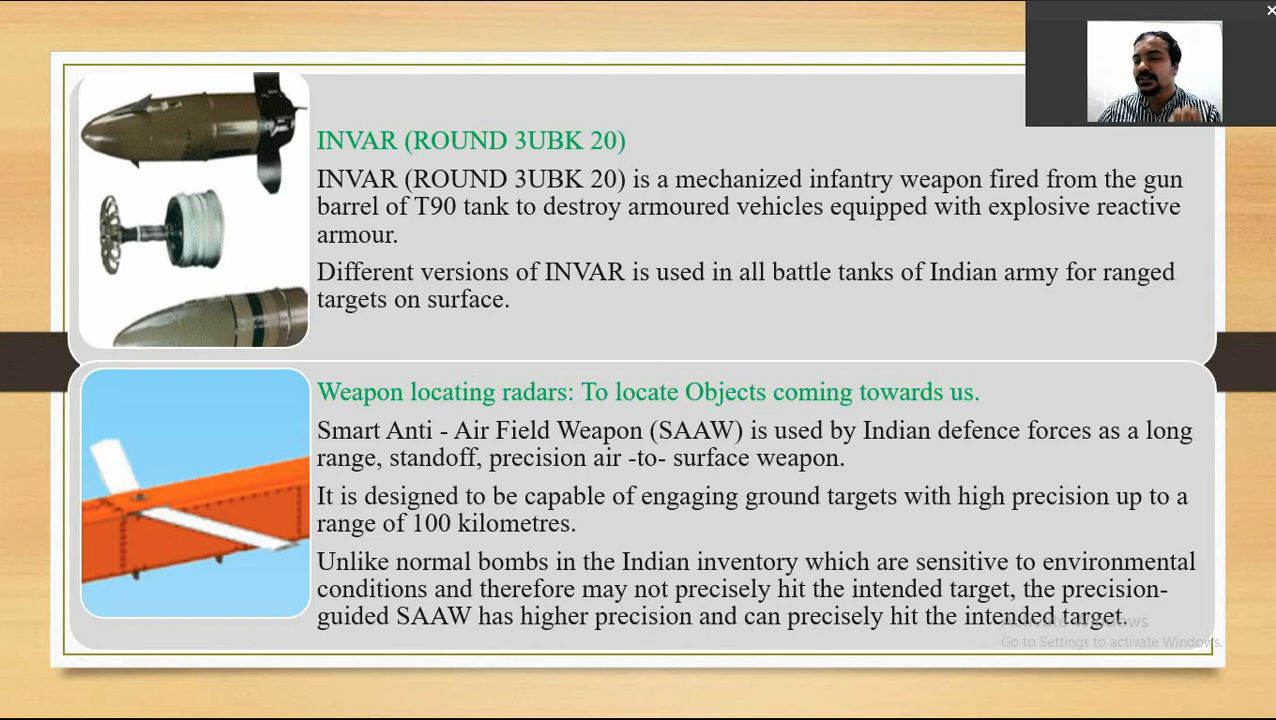 INVAR (ROUND 3UBK 20)
INVAR (ROUND 3UBK 20) is a mechanized infantry weapon fired from the gun
barrel of T90 tank to destroy armoured vehicles equipped with explosive reactive
armour.
Different versions of INVAR is used in all battle tanks of Indian army for ranged
targets on surface.
Weapon locating radars: To locate Objects coming towards us.
Smart Anti - Air Field Weapon (SAAW) is used by Indian defence forces as a long
range, standoff, precision air -to- surface weapon.
It is designed to be capable of engaging ground targets with high precision up to a
range of 100 kilometres.
Unlike normal bombs in the Indian inventory which are sensitive to environmental
conditions and therefore may not precisely hit the intended target, the precision-
guided SAAW has higher precision and can precisely hit the intended target.
Activate Windows
Go to Settings to activate Windows.